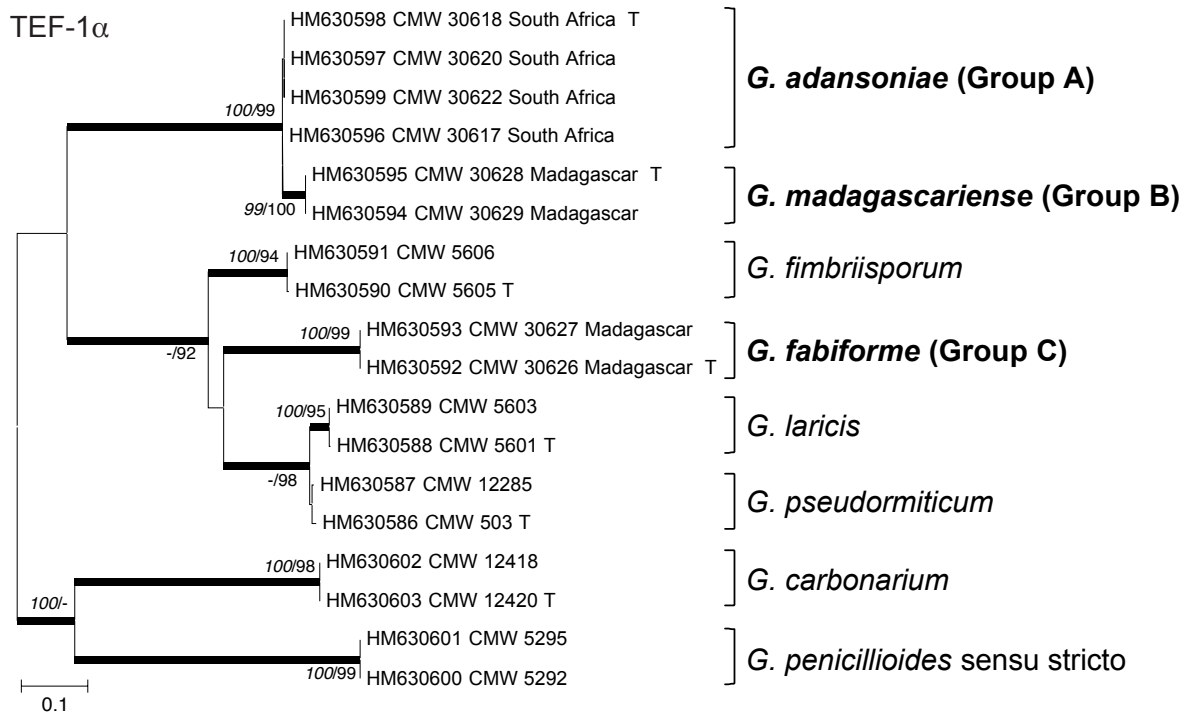 TEF-1α
HM630598 CMW 30618 South Africa T
HM630597 CMW 30620 South Africa
HM630599 CMW 30622 South Africa
HM630596 CMW 30617 South Africa
G. adansoniae (Group A)
100/99
HM630595 CMW 30628 Madagascar T
HM630594 CMW 30629 Madagascar
G. madagascariense (Group B)
99/100
HM630591 CMW 5606
HM630590 CMW 5605 T
G. fimbriisporum
100/94
-/92
HM630593 CMW 30627 Madagascar
HM630592 CMW 30626 Madagascar T
G. fabiforme (Group C)
100/99
HM630589 CMW 5603
HM630588 CMW 5601 T
G. laricis
100/95
-/98
HM630587 CMW 12285
HM630586 CMW 503 T
G. pseudormiticum
HM630602 CMW 12418
HM630603 CMW 12420 T
G. carbonarium
100/98
100/-
HM630601 CMW 5295
HM630600 CMW 5292
G. penicillioides sensu stricto
100/99
0.1